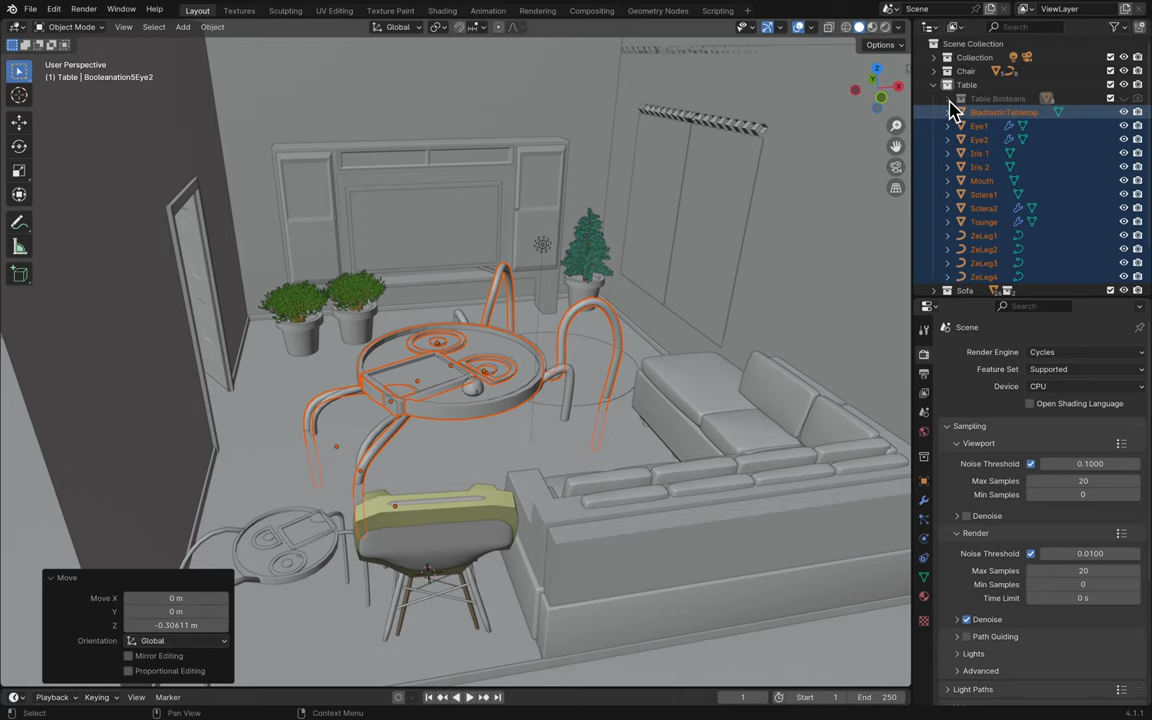 File Edit Render Window Help Layout Textures Sculpting UV Editing Texture Paint Shading Animation Rendering Compositing Geometry Nodes Scripting + Scene ViewLayer
Object Mode View Select Add Object Global
Options
User Perspective
(1) Table | Booleanation5Eye2
Search
Scene Collection
Collection
Chair
Table
Table Booleans
BladtasticTabletop
Eye1
Eye2
Iris 1
Iris 2
Mouth
Sclera1
Sclera2
Tounge
ZeLeg1
ZeLeg2
ZeLeg3
ZeLeg4
Sofa
Search
Scene
Render Engine Cycles
Feature Set Supported
Device CPU
Open Shading Language
Sampling
Viewport
Noise Threshold 0.1000
Max Samples 20
Min Samples 0
Denoise
Render
Noise Threshold 0.0100
Max Samples 20
Min Samples 0
Time Limit 0 s
Denoise
Path Guiding
Lights
Advanced
Light Paths
Move
Move X 0 m
Y 0 m
Z -0.30611 m
Orientation Global
Mirror Editing
Proportional Editing
Playback Keying View Marker 1 Start 1 End 250
Select Pan View Context Menu 4.1.1